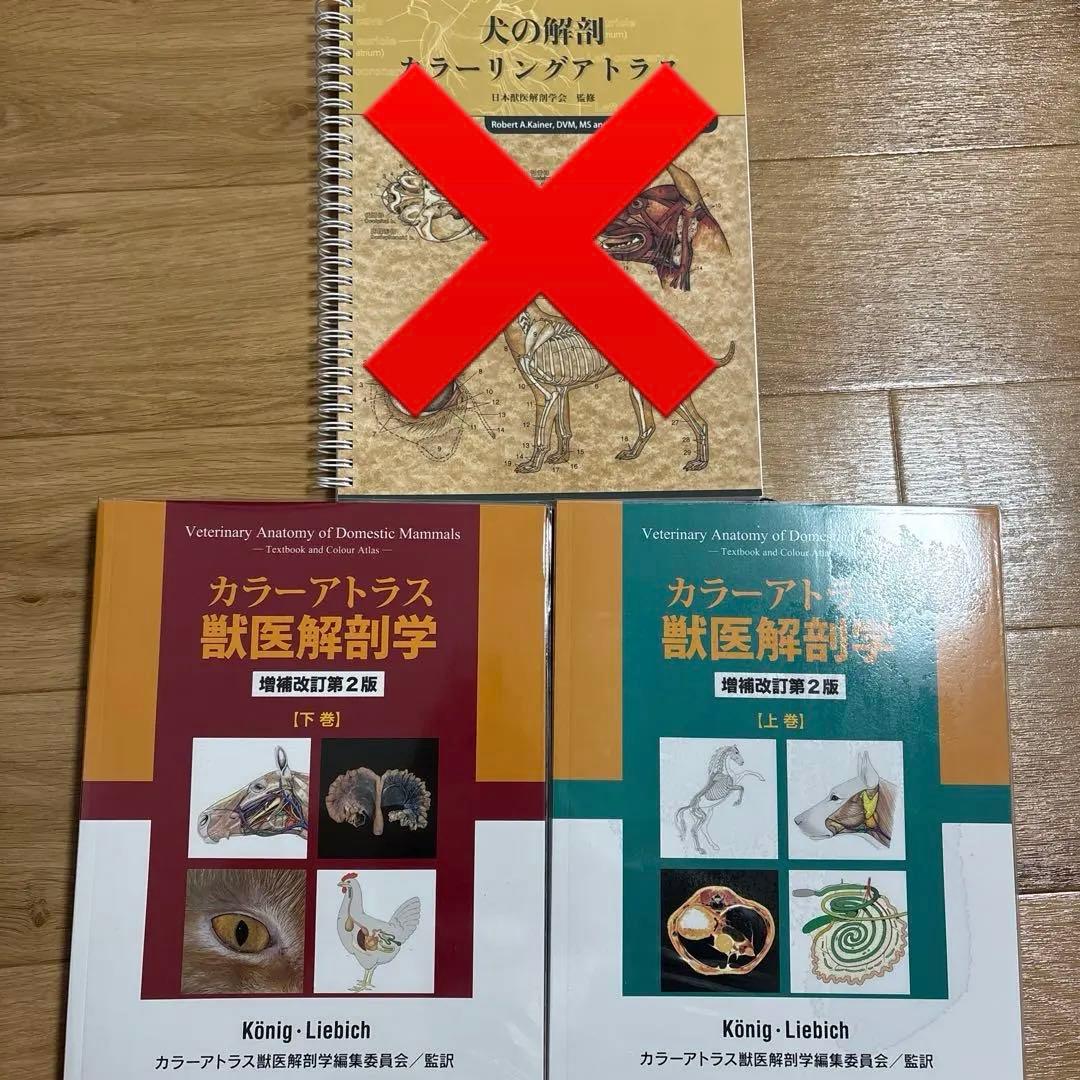 犬の解剖
カラーリングアトラス
日本獣医解剖学会 監修
Robert A.Kainer, DVM, MS an
Veterinary Anatomy of Domestic Mammals
— Textbook and Colour Atlas —
カラーアトラス
獣医解剖学
増補改訂第2版
【下巻】
König・Liebich
カラーアトラス獣医解剖学編集委員会／監訳
Veterinary Anatomy of Domes
— Textbook and Colour Atlas
カラーアトラ
獣医解剖学
増補改訂第2版
【上巻】
König・Liebich
カラーアトラス獣医解剖学編集委員会／監訳